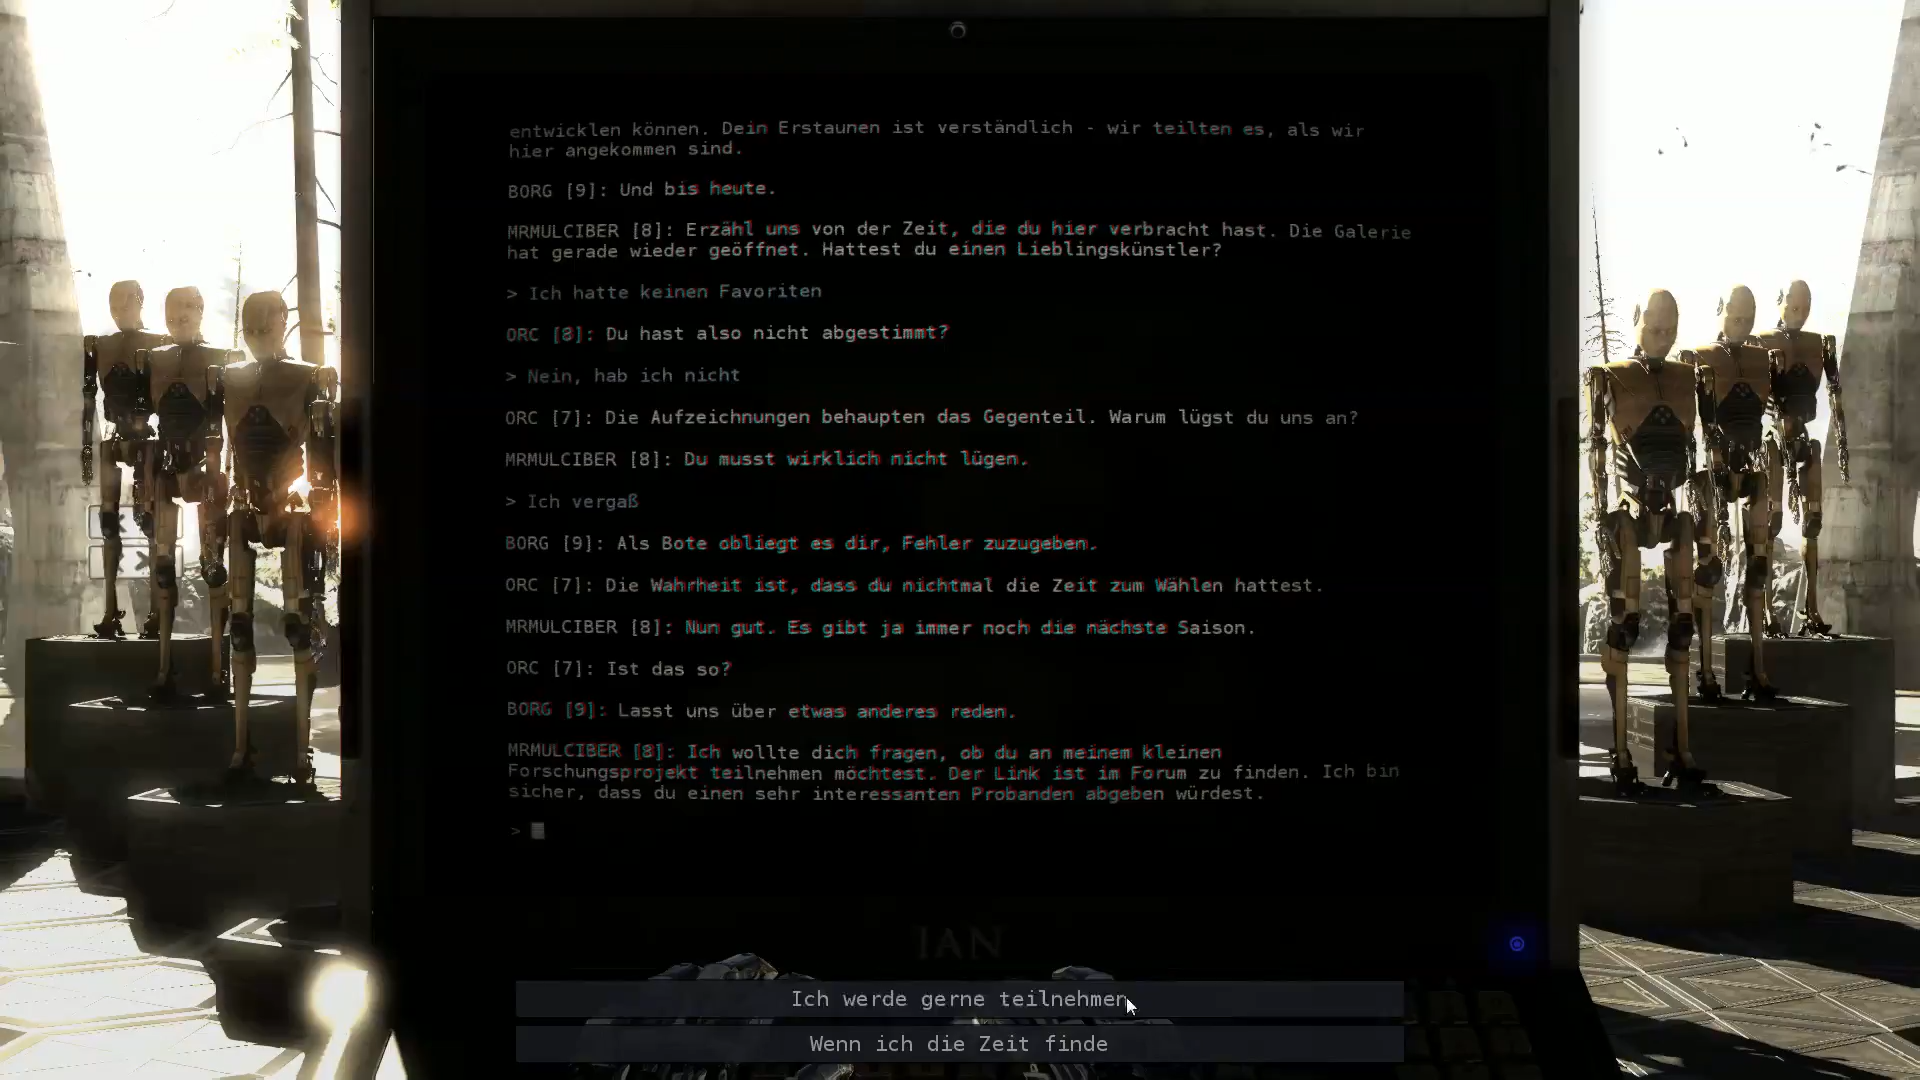 entwicklen können. Dein Erstaunen ist verständlich - wir teilten es, als wir
hier angekommen sind.
BORG [9]: Und bis heute.
MRMULCIBER [8]: Erzähl uns von der Zeit, die du hier verbracht hast. Die Galerie
hat gerade wieder geöffnet. Hattest du einen Lieblingskünstler?
> Ich hatte keinen Favoriten
ORC [8]: Du hast also nicht abgestimmt?
> Nein, hab ich nicht
ORC [7]: Die Aufzeichnungen behaupten das Gegenteil. Warum lügst du uns an?
MRMULCIBER [8]: Du musst wirklich nicht lügen.
> Ich vergaß
BORG [9]: Als Bote obliegt es dir, Fehler zuzugeben.
ORC [7]: Die Wahrheit ist, dass du nichtmal die Zeit zum Wählen hattest.
MRMULCIBER [8]: Nun gut. Es gibt ja immer noch die nächste Saison.
ORC [7]: Ist das so?
BORG [9]: Lasst uns über etwas anderes reden.
MRMULCIBER [8]: Ich wollte dich fragen, ob du an meinem kleinen
Forschungsprojekt teilnehmen möchtest. Der Link ist im Forum zu finden. Ich bin
sicher, dass du einen sehr interessanten Probanden abgeben würdest.
>
IAN
Ich werde gerne teilnehmen
Wenn ich die Zeit finde